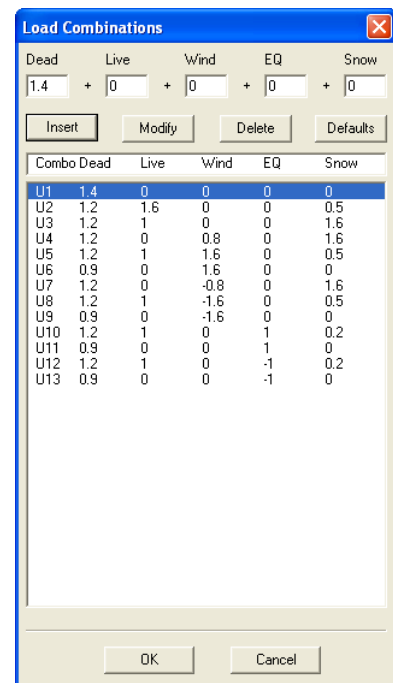 Load Combinations
Dead Live Wind EQ Snow
1.4 + 0 + 0 + 0 + 0
Insert Modify Delete Defaults
Combo Dead Live Wind EQ Snow
U1 1.4 0 0 0 0
U2 1.2 1.6 0 0 0.5
U3 1.2 1 0 0 1.6
U4 1.2 0 0.8 0 1.6
U5 1.2 1 1.6 0 0.5
U6 0.9 0 1.6 0 0
U7 1.2 0 -0.8 0 1.6
U8 1.2 1 -1.6 0 0.5
U9 0.9 0 -1.6 0 0
U10 1.2 1 0 1 0.2
U11 0.9 0 0 1 0
U12 1.2 1 0 -1 0.2
U13 0.9 0 0 -1 0
OK Cancel